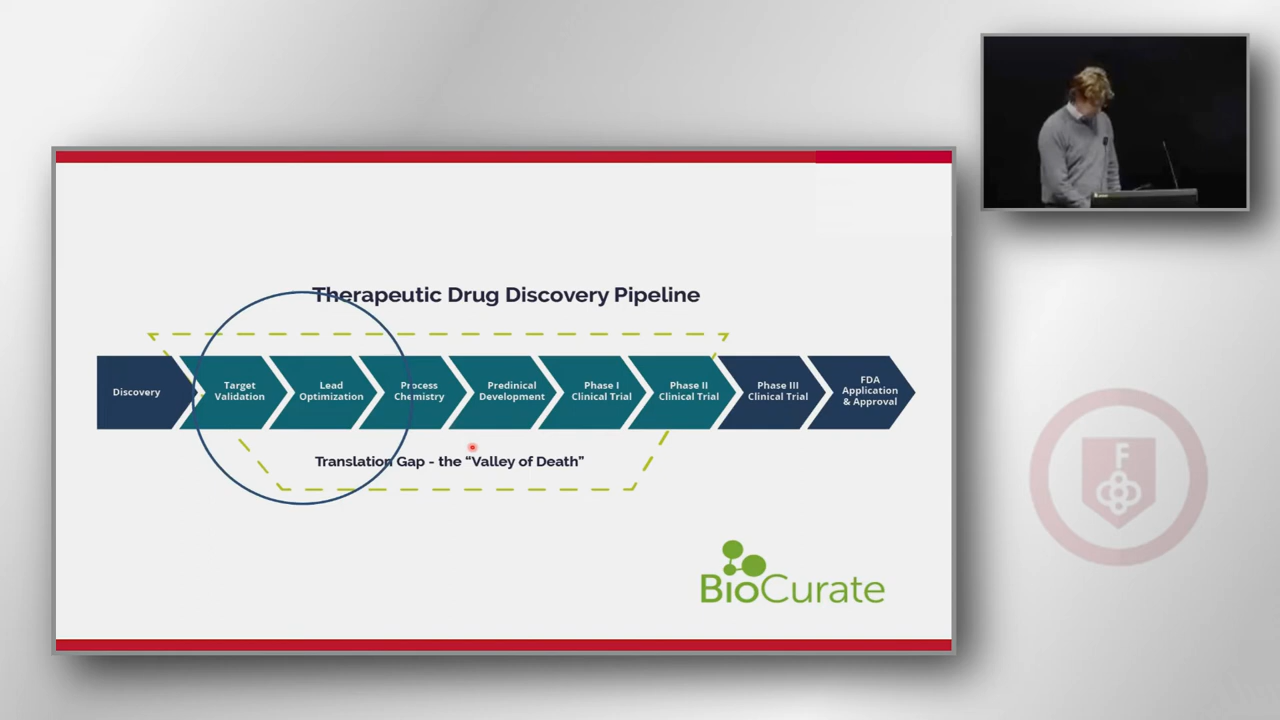 Therapeutic Drug Discovery Pipeline
Discovery
Target
Validation
Lead
Optimization
Process
Chemistry
Predinical
Development
Phase I
Clinical Trial
Phase II
Clinical Trial
Phase III
Clinical Trial
FDA
Application
& Approval
Translation Gap - the “Valley of Death”
BioCurate
F